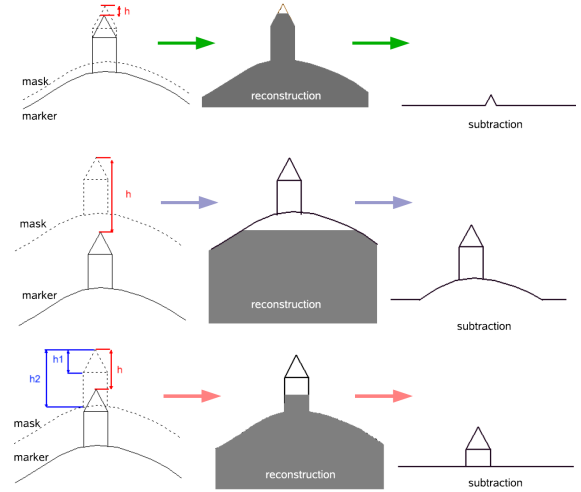 h
mask
marker
reconstruction
subtraction
h
mask
marker
reconstruction
subtraction
h1
h2
h
mask
marker
reconstruction
subtraction